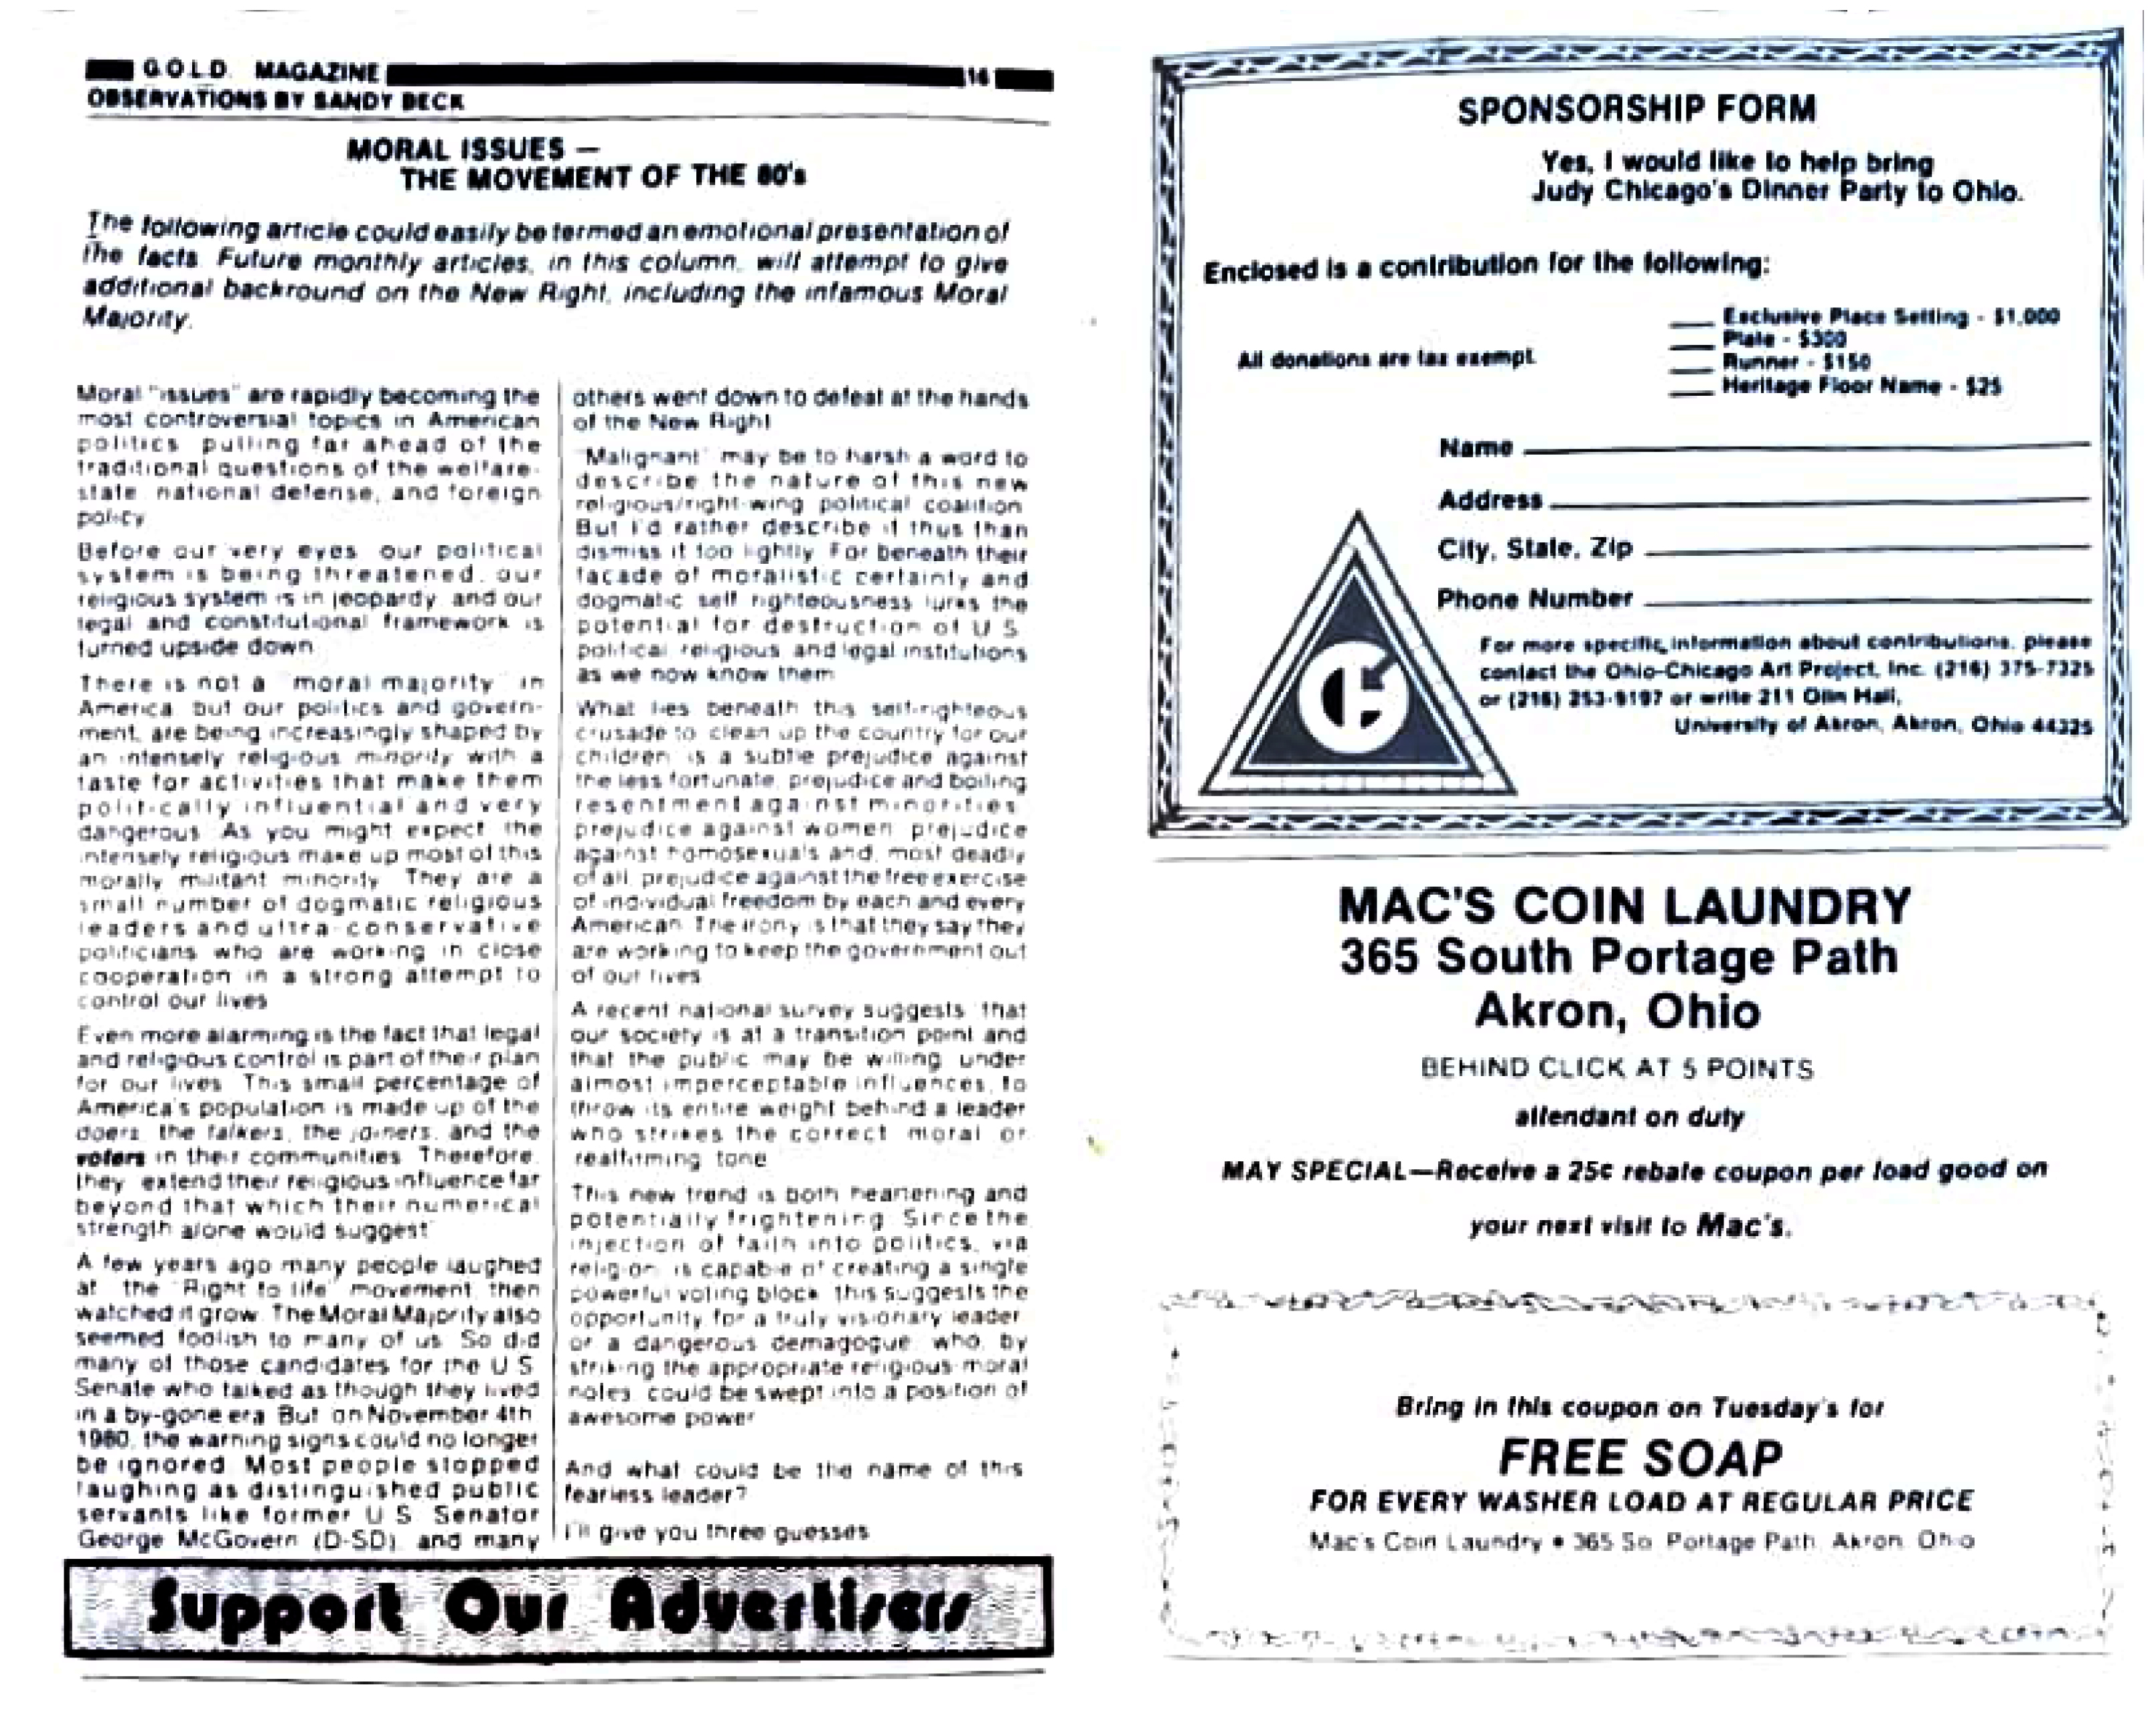 G.O.L.D. MAGAZINE 16
OBSERVATIONS BY SANDY BECK
MORAL ISSUES —
THE MOVEMENT OF THE 80's
The following article could easily be termed an emotional presentation of
the facts. Future monthly articles, in this column, will attempt to give
additional backround on the New Right, including the infamous Moral
Majority.
Moral "issues" are rapidly becoming the
most controversial topics in American
politics pulling far ahead of the
traditional questions of the welfare-
state, national defense, and foreign
policy
Before our very eyes, our political
system is being threatened, our
religious system is in jeopardy, and our
legal and constitutional framework is
turned upside down
There is not a "moral majority" in
America, but our politics and govern-
ment, are being increasingly shaped by
an intensely religious minority with a
taste for activities that make them
politically influential and very
dangerous. As you might expect, the
intensely religious make up most of this
morally militant minority. They are a
small number of dogmatic religious
leaders and ultra-conservative
politicians who are working in close
cooperation in a strong attempt to
control our lives
Even more alarming is the fact that legal
and religious control is part of their plan
for our lives. This small percentage of
America's population is made up of the
doers, the talkers, the joiners, and the
voters in their communities. Therefore,
they "extend their religious influence far
beyond that which their numerical
strength alone would suggest"
A few years ago many people laughed
at the "Right to life" movement, then
watched it grow. The Moral Majority also
seemed foolish to many of us. So did
many of those candidates for the U.S.
Senate who talked as though they lived
in a by-gone era. But, on November 4th,
1980, the warning signs could no longer
be ignored. Most people stopped
laughing as distinguished public
servants like former U.S. Senator
George McGovern (D-SD), and many
others went down to defeat at the hands
of the New Right
"Malignant" may be to harsh a word to
describe the nature of this new
religious/right-wing political coalition.
But I'd rather describe it thus than
dismiss it too lightly. For beneath their
facade of moralistic certainty and
dogmatic self righteousness lurks the
potential for destruction of U.S.
political, religious and legal institutions
as we now know them
What lies beneath this self-righteous
crusade to "clean up the country for our
children" is a subtle prejudice against
the less fortunate, prejudice and boiling
resentment against minorities,
prejudice against women, prejudice
against homosexuals and, most deadly
of all, prejudice against the free exercise
of individual freedom by each and every
American. The irony is that they say they
are working to keep the government out
of our lives
A recent national survey suggests "that
our society is at a transition point and
that the public may be willing, under
almost imperceptable influences, to
throw its entire weight behind a leader
who strikes the correct moral or
reaffirming tone
This new trend is both heartening and
potentially frightening. Since the
injection of faith into politics, via
religion, is capable of creating a single
powerful voting block, this suggests the
opportunity for a truly visionary leader,
or a dangerous demagogue, who, by
striking the appropriate religious-moral
notes, could be swept into a position of
awesome power
And what could be the name of this
fearless leader?
I'll give you three guesses
Support Our Advertisers
SPONSORSHIP FORM
Yes, I would like to help bring
Judy Chicago's Dinner Party to Ohio.
Enclosed is a contribution for the following:
___ Exclusive Place Setting - $1,000
___ Plate - $300
All donations are tax exempt.
___ Runner - $150
___ Heritage Floor Name - $25
Name
Address
City, State, Zip
Phone Number
For more specific information about contributions, please
contact the Ohio-Chicago Art Project, Inc. (216) 375-7325
or (216) 253-9197 or write 211 Olin Hall,
University of Akron, Akron, Ohio 44325
MAC'S COIN LAUNDRY
365 South Portage Path
Akron, Ohio
BEHIND CLICK AT 5 POINTS
attendant on duty
MAY SPECIAL—Receive a 25¢ rebate coupon per load good on
your next visit to Mac's.
Bring in this coupon on Tuesday's for
FREE SOAP
FOR EVERY WASHER LOAD AT REGULAR PRICE
Mac's Coin Laundry • 365 So. Portage Path, Akron, Ohio